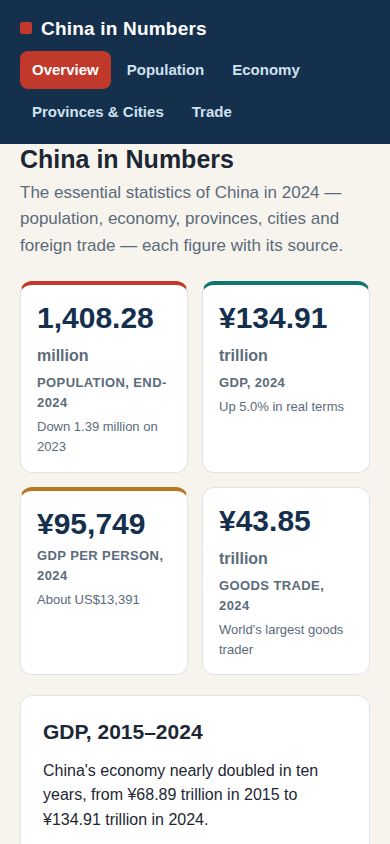 China in Numbers
Overview
Population
Economy
Provinces & Cities
Trade
China in Numbers
The essential statistics of China in 2024 —
population, economy, provinces, cities and
foreign trade — each figure with its source.
1,408.28
million
POPULATION, END-
2024
Down 1.39 million on
2023
¥134.91
trillion
GDP, 2024
Up 5.0% in real terms
¥95,749
GDP PER PERSON,
2024
About US$13,391
¥43.85
trillion
GOODS TRADE,
2024
World's largest goods
trader
GDP, 2015–2024
China's economy nearly doubled in ten
years, from ¥68.89 trillion in 2015 to
¥134.91 trillion in 2024.